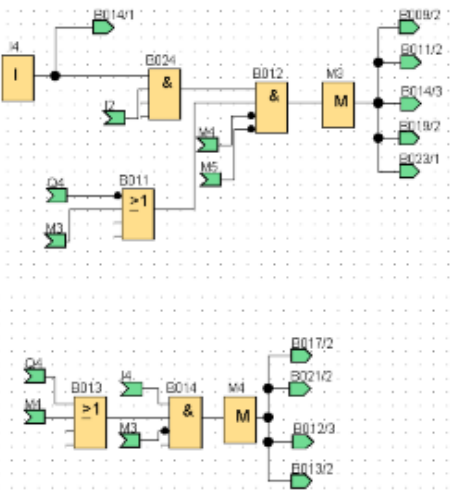 B014/1
B009/2
I4
B011/2
B024
B012
M3
I
&
&
M
B014/3
I2
M4
B019/2
M5
B023/1
Q4
B011
≥1
M3
B017/2
Q4
B013
I4
B014
M4
B021/2
M4
≥1
&
M
M3
B012/3
B013/2